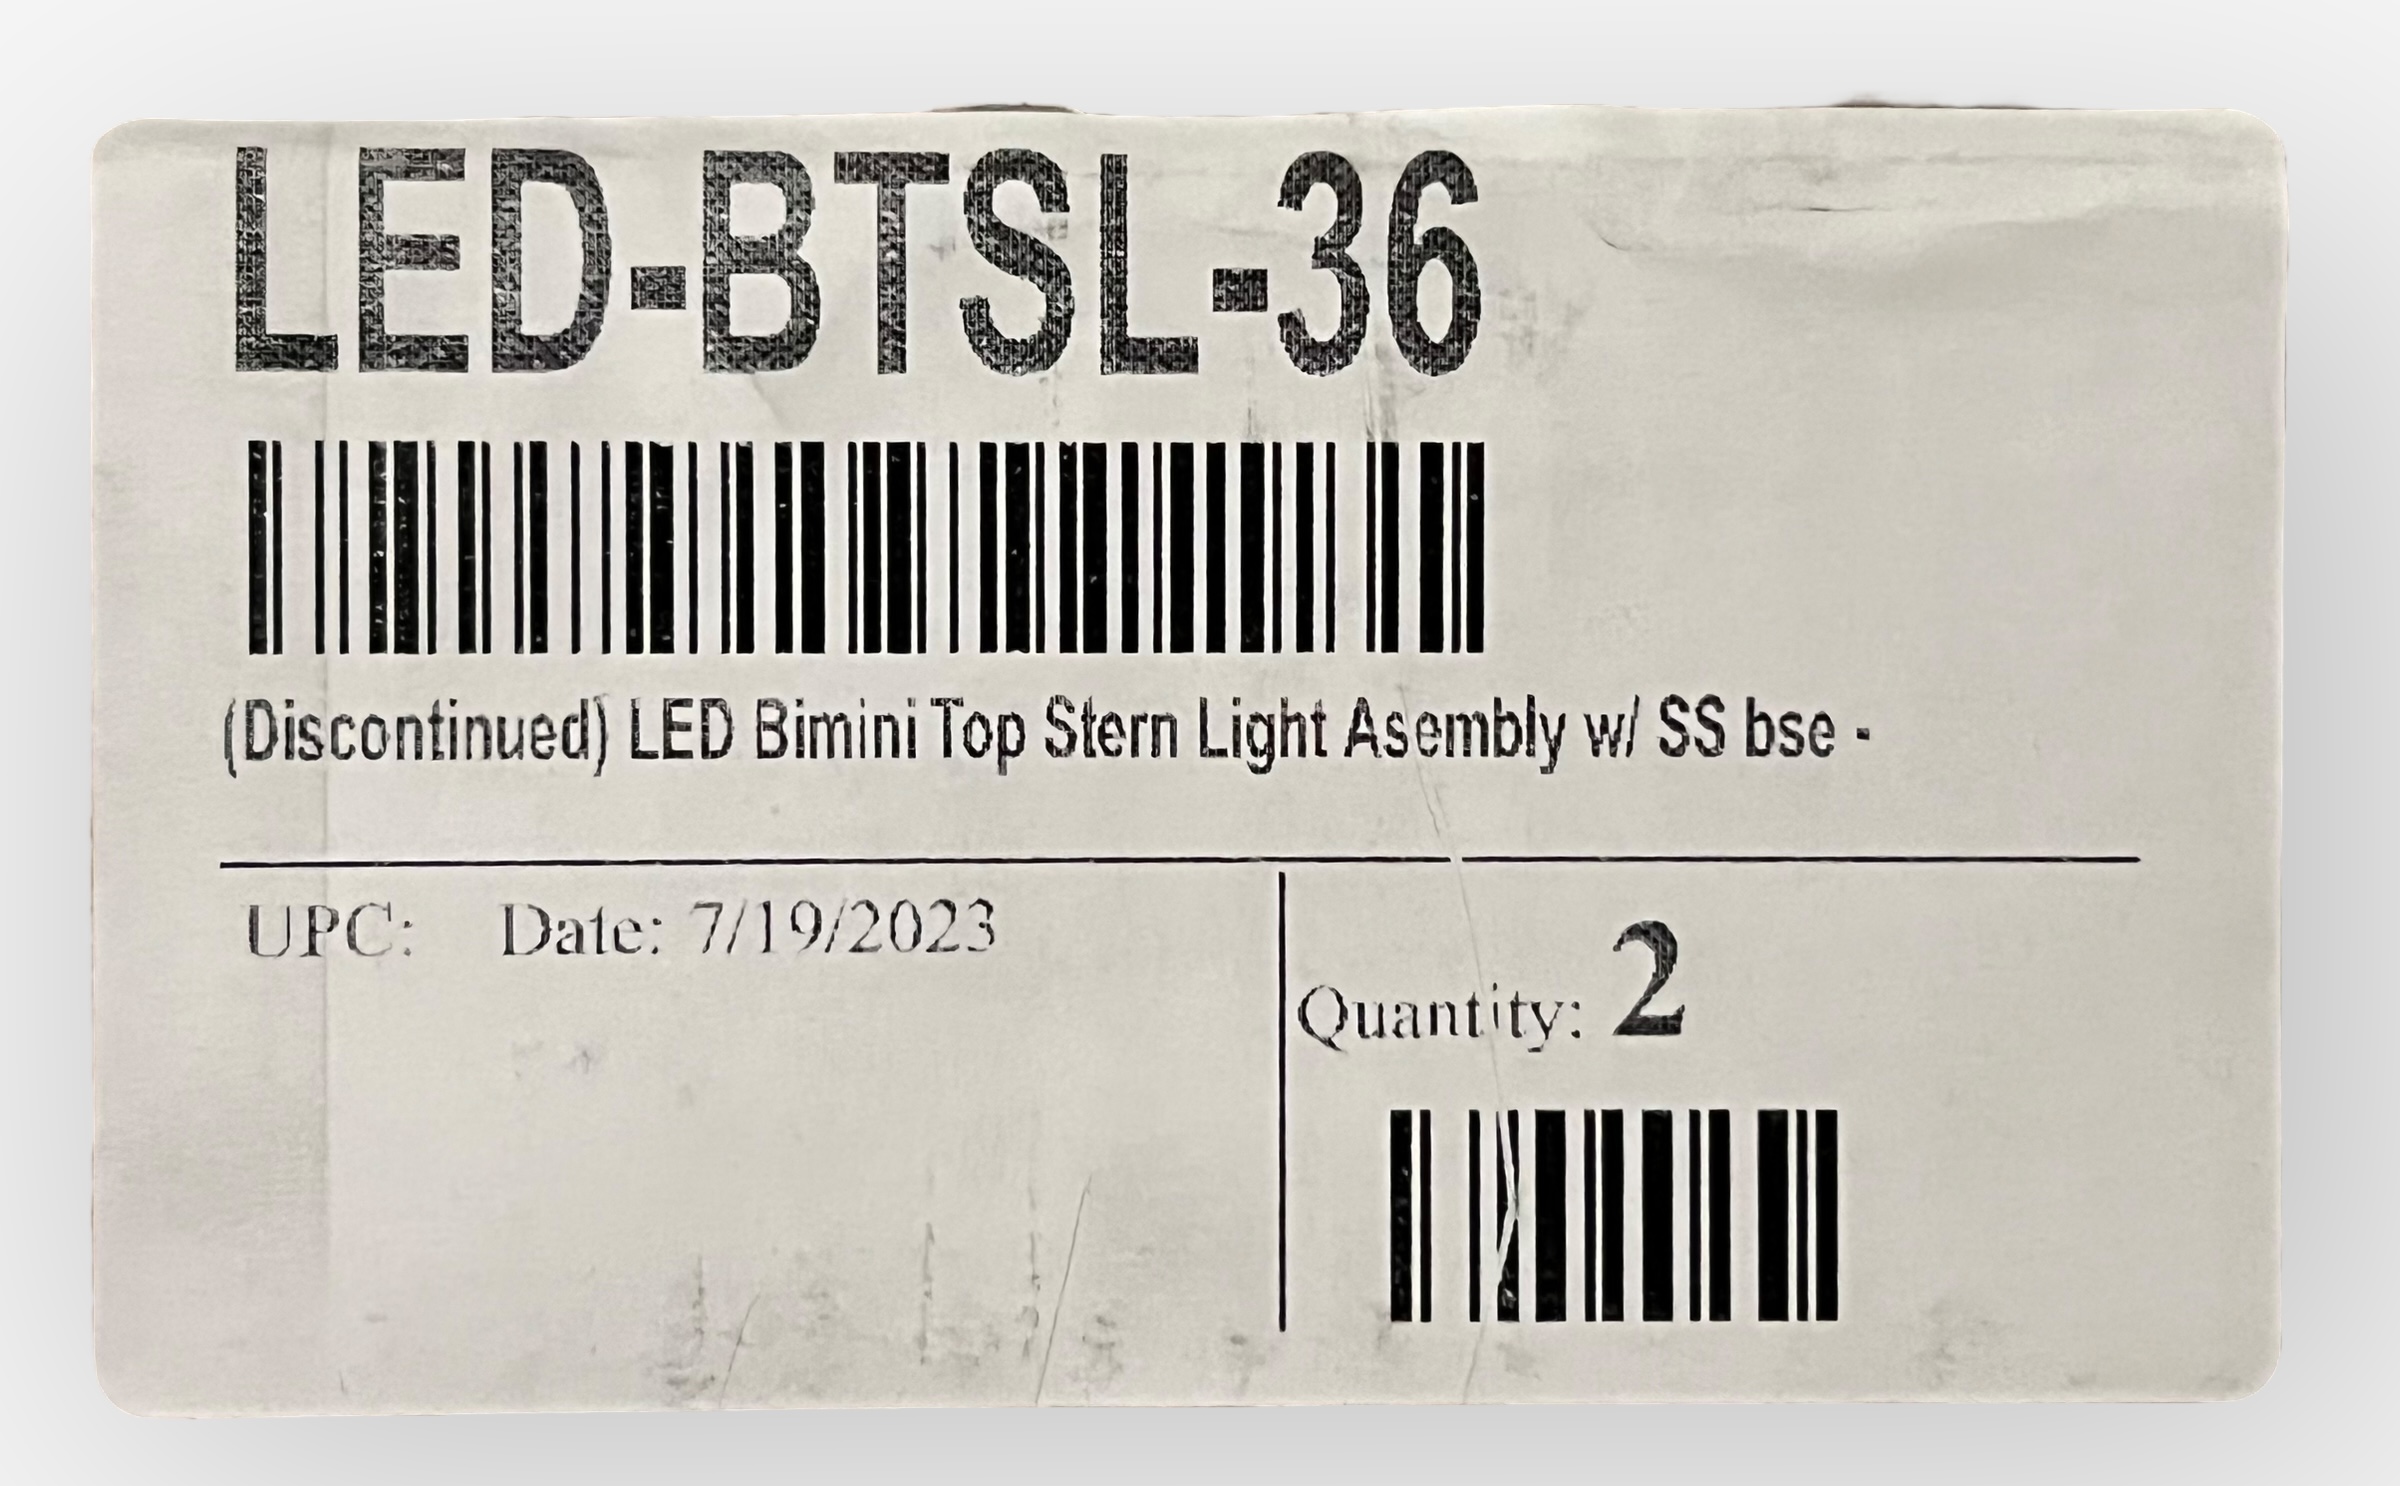 LED-BTSL-36
(Discontinued) LED Bimini Top Stern Light Asembly w/ SS bse -
UPC: Date: 7/19/2023
Quantity: 2